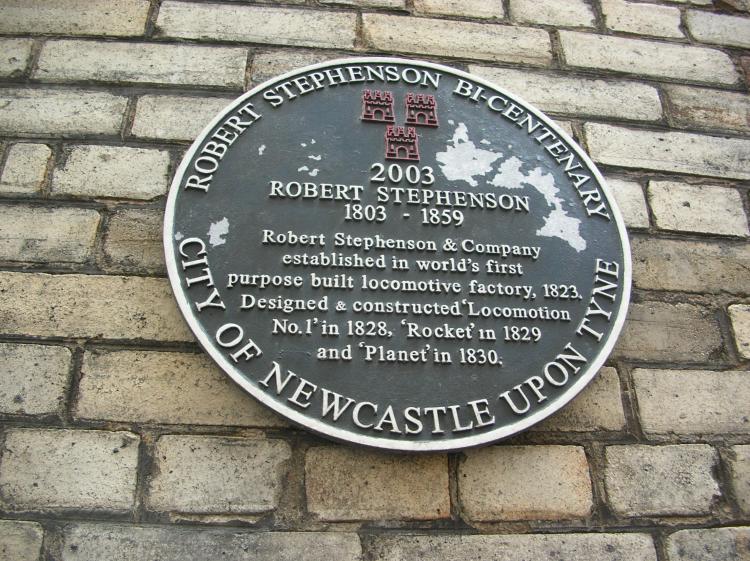 ROBERT STEPHENSON BI-CENTENARY
2003
ROBERT STEPHENSON
1803 - 1859
Robert Stephenson & Company
established in world's first
purpose built locomotive factory, 1823.
Designed & constructed 'Locomotion
No.1' in 1828, 'Rocket' in 1829
and 'Planet' in 1830.
CITY OF NEWCASTLE UPON TYNE